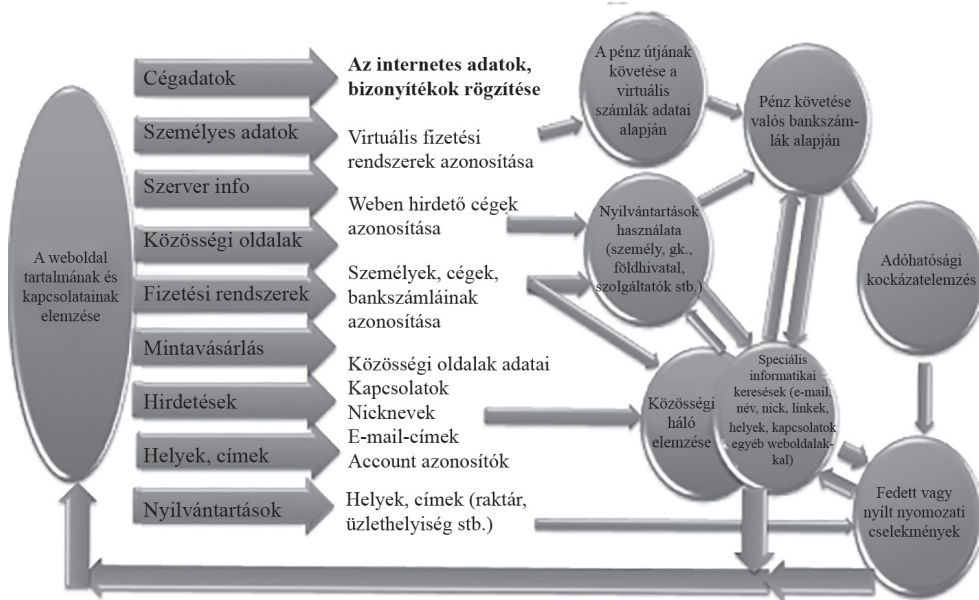 A weboldal
tartalmának és
kapcsolatainak
elemzése
Cégadatok
Személyes adatok
Szerver info
Közösségi oldalak
Fizetési rendszerek
Mintavásárlás
Hirdetések
Helyek, címek
Nyilvántartások
Az internetes adatok,
bizonyítékok rögzítése
Virtuális fizetési
rendszerek azonosítása
Weben hirdető cégek
azonosítása
Személyek, cégek,
bankszámláinak
azonosítása
Közösségi oldalak adatai
Kapcsolatok
Nicknevek
E-mail-címek
Account azonosítók
Helyek, címek (raktár,
üzlethelyiség stb.)
A pénz útjának
követése a
virtuális
számlák adatai
alapján
Pénz követése
valós bankszám-
lák alapján
Nyilvántartások
használata
(személy, gk.,
földhivatal,
szolgáltatók stb.)
Adóhatósági
kockázatelemzés
Közösségi
háló
elemzése
Speciális
informatikai
keresések (e-mail,
név, nick, linkek,
helyek, kapcsolatok
egyéb weboldalak-
kal)
Fedett vagy
nyílt nyomozati
cselekmények